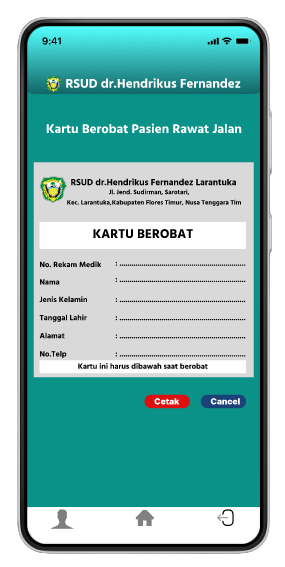 9:41
RSUD dr.Hendrikus Fernandez
Kartu Berobat Pasien Rawat Jalan
RSUD dr.Hendrikus Fernandez Larantuka
Jl. Jend. Sudirman, Sarotari,
Kec. Larantuka,Kabupaten Flores Timur, Nusa Tenggara Tim
KARTU BEROBAT
No. Rekam Medik : ................................................
Nama : ................................................
Jenis Kelamin : ................................................
Tanggal Lahir : ................................................
Alamat : ................................................
No.Telp : ................................................
Kartu ini harus dibawah saat berobat
Cetak Cancel